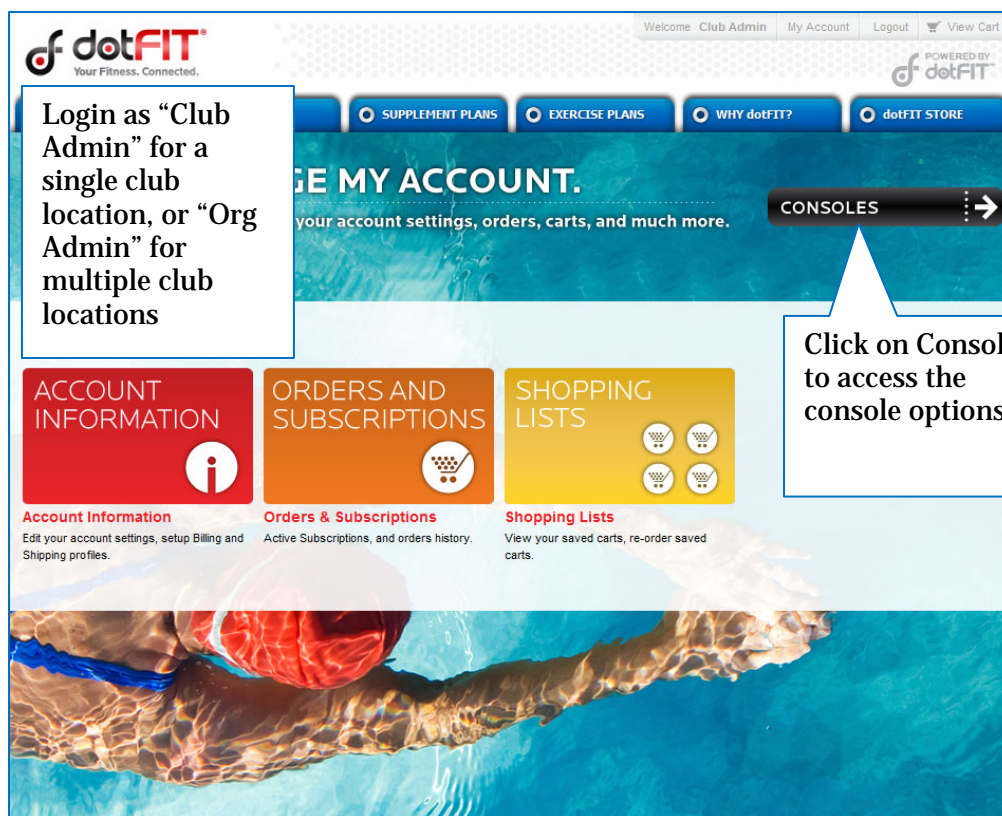 Welcome Club Admin My Account Logout View Cart
dotFIT®
Your Fitness. Connected.
POWERED BY
dotFIT™
SUPPLEMENT PLANS EXERCISE PLANS WHY dotFIT? dotFIT STORE
Login as “Club
Admin” for a
single club
location, or “Org
Admin” for
multiple club
locations
GE MY ACCOUNT.
your account settings, orders, carts, and much more.
CONSOLES
Click on Consol
to access the
console options
ACCOUNT
INFORMATION
ORDERS AND
SUBSCRIPTIONS
SHOPPING
LISTS
Account Information
Edit your account settings, setup Billing and
Shipping profiles.
Orders & Subscriptions
Active Subscriptions, and orders history.
Shopping Lists
View your saved carts, re-order saved
carts.